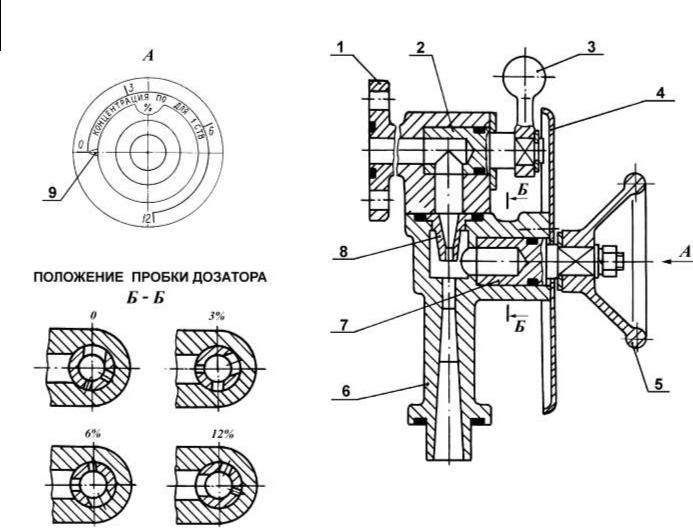 А
КОНЦЕНТРАЦИЯ ПО ДЛЯ 1 СТВ
%
0
3
6
12
9
ПОЛОЖЕНИЕ ПРОБКИ ДОЗАТОРА
Б - Б
0
3%
6%
12%
1
2
3
4
Б
8
А
7
Б
6
5